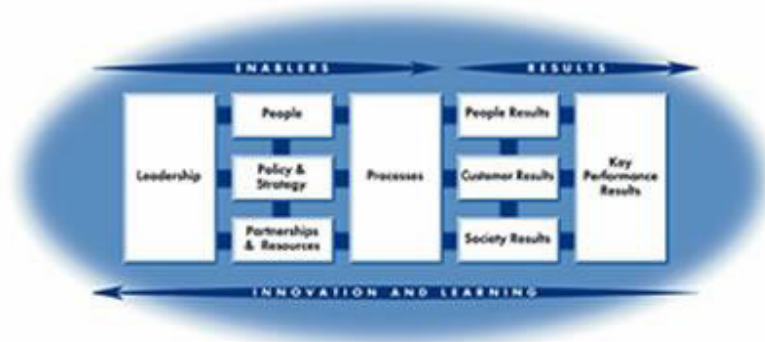 ENABLERS
RESULTS
Leadership
People
Policy &
Strategy
Partnerships
& Resources
Processes
People Results
Customer Results
Society Results
Key
Performance
Results
INNOVATION AND LEARNING